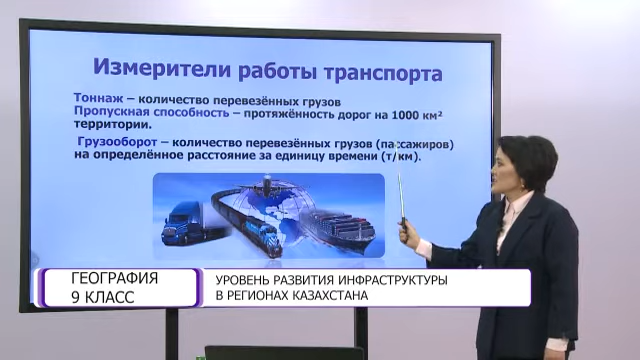 Измерители работы транспорта
Тоннаж – количество перевезённых грузов
Пропускная способность – протяжённость дорог на 1000 км²
территории.
Грузооборот – количество перевезённых грузов (пассажиров)
на определённое расстояние за единицу времени (т/км).
ГЕОГРАФИЯ
9 КЛАСС
УРОВЕНЬ РАЗВИТИЯ ИНФРАСТРУКТУРЫ
В РЕГИОНАХ КАЗАХСТАНА